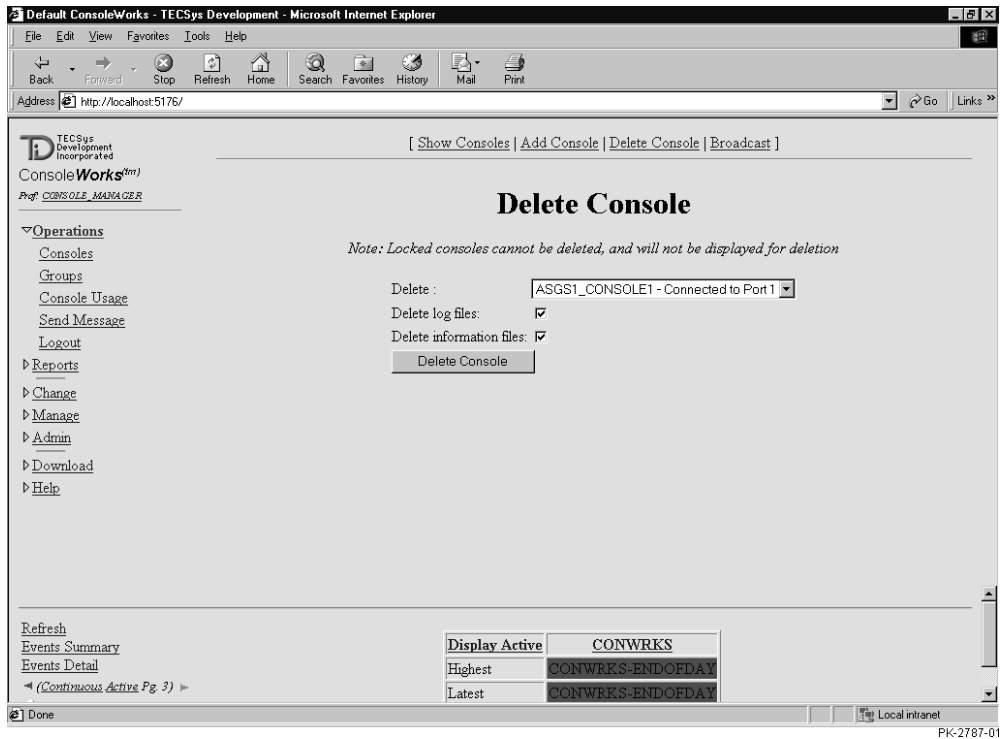 Default ConsoleWorks - TECSys Development - Microsoft Internet Explorer
File Edit View Favorites Tools Help
Back Forward Stop Refresh Home Search Favorites History Mail Print
Address http://localhost:5176/ Go Links »
TECSys
Development
Incorporated
ConsoleWorks(tm)
Prof: CONSOLE_MANAGER
Operations
Consoles
Groups
Console Usage
Send Message
Logout
Reports
Change
Manage
Admin
Download
Help
[ Show Consoles | Add Console | Delete Console | Broadcast ]
Delete Console
Note: Locked consoles cannot be deleted, and will not be displayed for deletion
Delete : ASGS1_CONSOLE1 - Connected to Port 1
Delete log files:
Delete information files:
Delete Console
Refresh
Events Summary
Events Detail
(Continuous Active Pg. 3)
Display Active CONWRKS
Highest CONWRKS-ENDOFDAY
Latest CONWRKS-ENDOFDAY
Done Local intranet
PK-2787-01